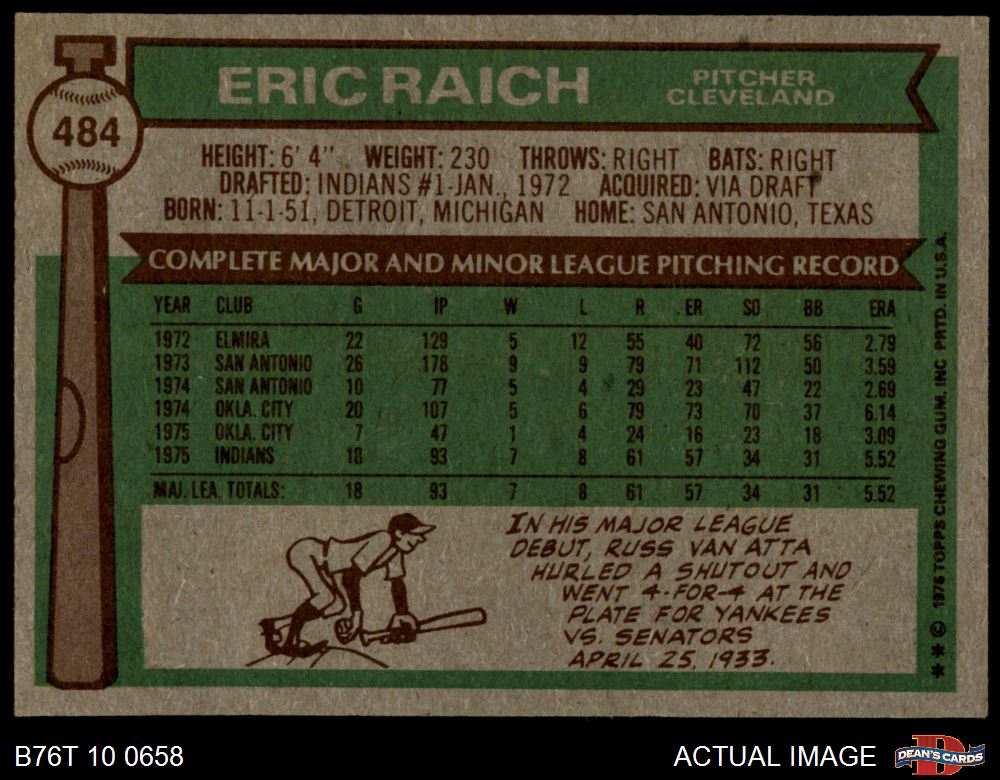 484
ERIC RAICH
PITCHER
CLEVELAND
HEIGHT: 6' 4" WEIGHT: 230 THROWS: RIGHT BATS: RIGHT
DRAFTED: INDIANS #1-JAN., 1972 ACQUIRED: VIA DRAFT
BORN: 11-1-51, DETROIT, MICHIGAN HOME: SAN ANTONIO, TEXAS
COMPLETE MAJOR AND MINOR LEAGUE PITCHING RECORD
YEAR CLUB G IP W L R ER SO BB ERA
1972 ELMIRA 22 129 5 12 55 40 72 56 2.79
1973 SAN ANTONIO 26 178 9 9 79 71 112 50 3.59
1974 SAN ANTONIO 10 77 5 4 29 23 47 22 2.69
1974 OKLA. CITY 20 107 5 6 79 73 70 37 6.14
1975 OKLA. CITY 7 47 1 4 24 16 23 18 3.09
1975 INDIANS 18 93 7 8 61 57 34 31 5.52
MAJ. LEA. TOTALS: 18 93 7 8 61 57 34 31 5.52
IN HIS MAJOR LEAGUE
DEBUT, RUSS VAN ATTA
HURLED A SHUTOUT AND
WENT 4-FOR-4 AT THE
PLATE FOR YANKEES
VS. SENATORS
APRIL 25, 1933.
* * © 1976 TOPPS CHEWING GUM, INC. PRTD. IN U.S.A.
B76T 10 0658
ACTUAL IMAGE
D
DEAN'S CARDS